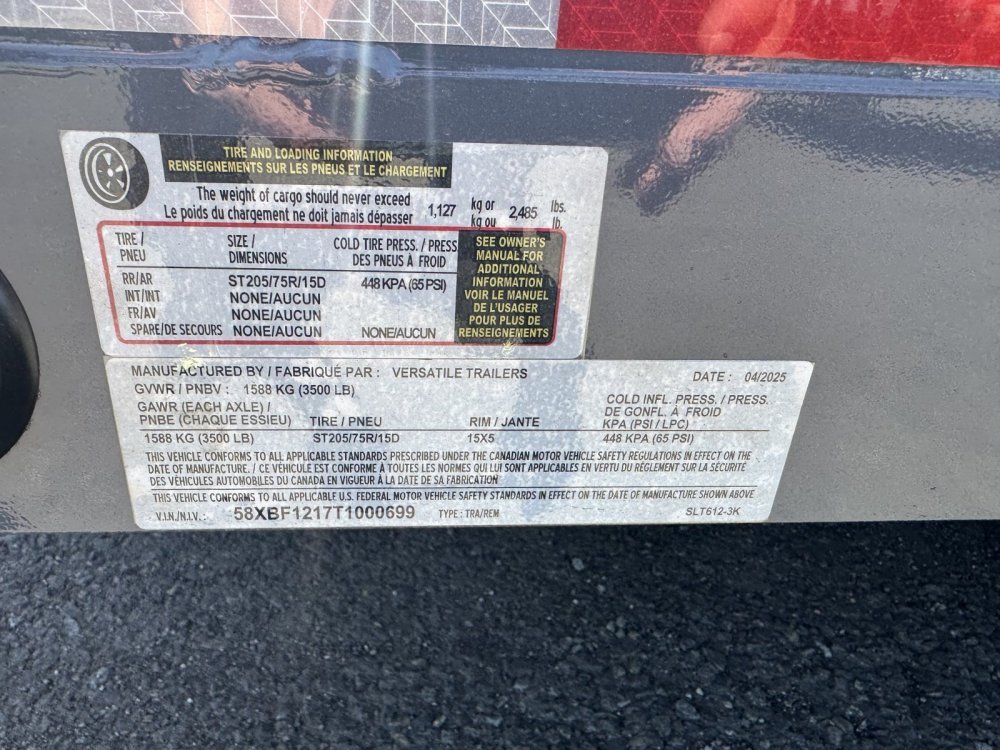 TIRE AND LOADING INFORMATION
RENSEIGNEMENTS SUR LES PNEUS ET LE CHARGEMENT
The weight of cargo should never exceed
Le poids du chargement ne doit jamais dépasser 1,127 kg or kg ou 2,485 lbs. lb.
TIRE / PNEU SIZE / DIMENSIONS COLD TIRE PRESS. / PRESS DES PNEUS À FROID
RR/AR ST205/75R/15D 448 KPA (65 PSI)
INT/INT NONE/AUCUN
FR/AV NONE/AUCUN
SPARE/DE SECOURS NONE/AUCUN NONE/AUCUN
SEE OWNER'S
MANUAL FOR
ADDITIONAL
INFORMATION
VOIR LE MANUEL
DE L'USAGER
POUR PLUS DE
RENSEIGNEMENTS
MANUFACTURED BY / FABRIQUÉ PAR : VERSATILE TRAILERS DATE : 04/2025
GVWR / PNBV : 1588 KG (3500 LB)
GAWR (EACH AXLE) / PNBE (CHAQUE ESSIEU) TIRE / PNEU RIM / JANTE COLD INFL. PRESS. / PRESS. DE GONFL. À FROID KPA (PSI / LPC)
1588 KG (3500 LB) ST205/75R/15D 15X5 448 KPA (65 PSI)
THIS VEHICLE CONFORMS TO ALL APPLICABLE STANDARDS PRESCRIBED UNDER THE CANADIAN MOTOR VEHICLE SAFETY REGULATIONS IN EFFECT ON THE
DATE OF MANUFACTURE. / CE VÉHICULE EST CONFORME À TOUTES LES NORMES QUI LUI SONT APPLICABLES EN VERTU DU RÈGLEMENT SUR LA SÉCURITÉ
DES VÉHICULES AUTOMOBILES DU CANADA EN VIGUEUR À LA DATE DE SA FABRICATION
THIS VEHICLE CONFORMS TO ALL APPLICABLE U.S. FEDERAL MOTOR VEHICLE SAFETY STANDARDS IN EFFECT ON THE DATE OF MANUFACTURE SHOWN ABOVE
V.I.N./N.I.V.: 58XBF1217T1000699 TYPE : TRA/REM SLT612-3K